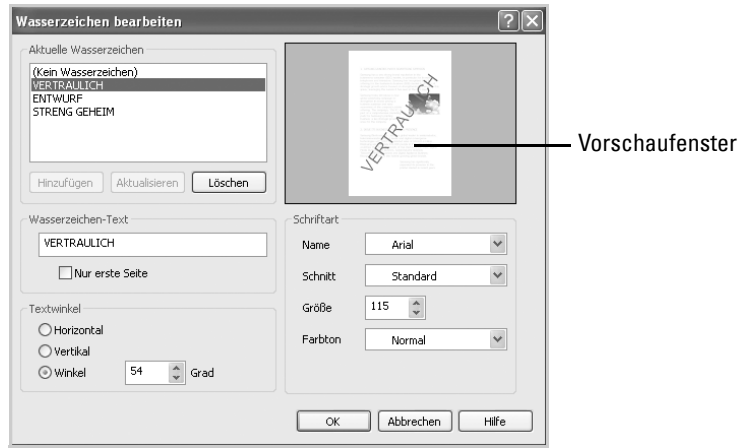 Wasserzeichen bearbeiten
Aktuelle Wasserzeichen
(Kein Wasserzeichen)
VERTRAULICH
ENTWURF
STRENG GEHEIM
Hinzufügen Aktualisieren Löschen
VERTRAULICH
Vorschaufenster
Wasserzeichen-Text
VERTRAULICH
Nur erste Seite
Textwinkel
Horizontal
Vertikal
Winkel 54 Grad
Schriftart
Name Arial
Schnitt Standard
Größe 115
Farbton Normal
OK Abbrechen Hilfe